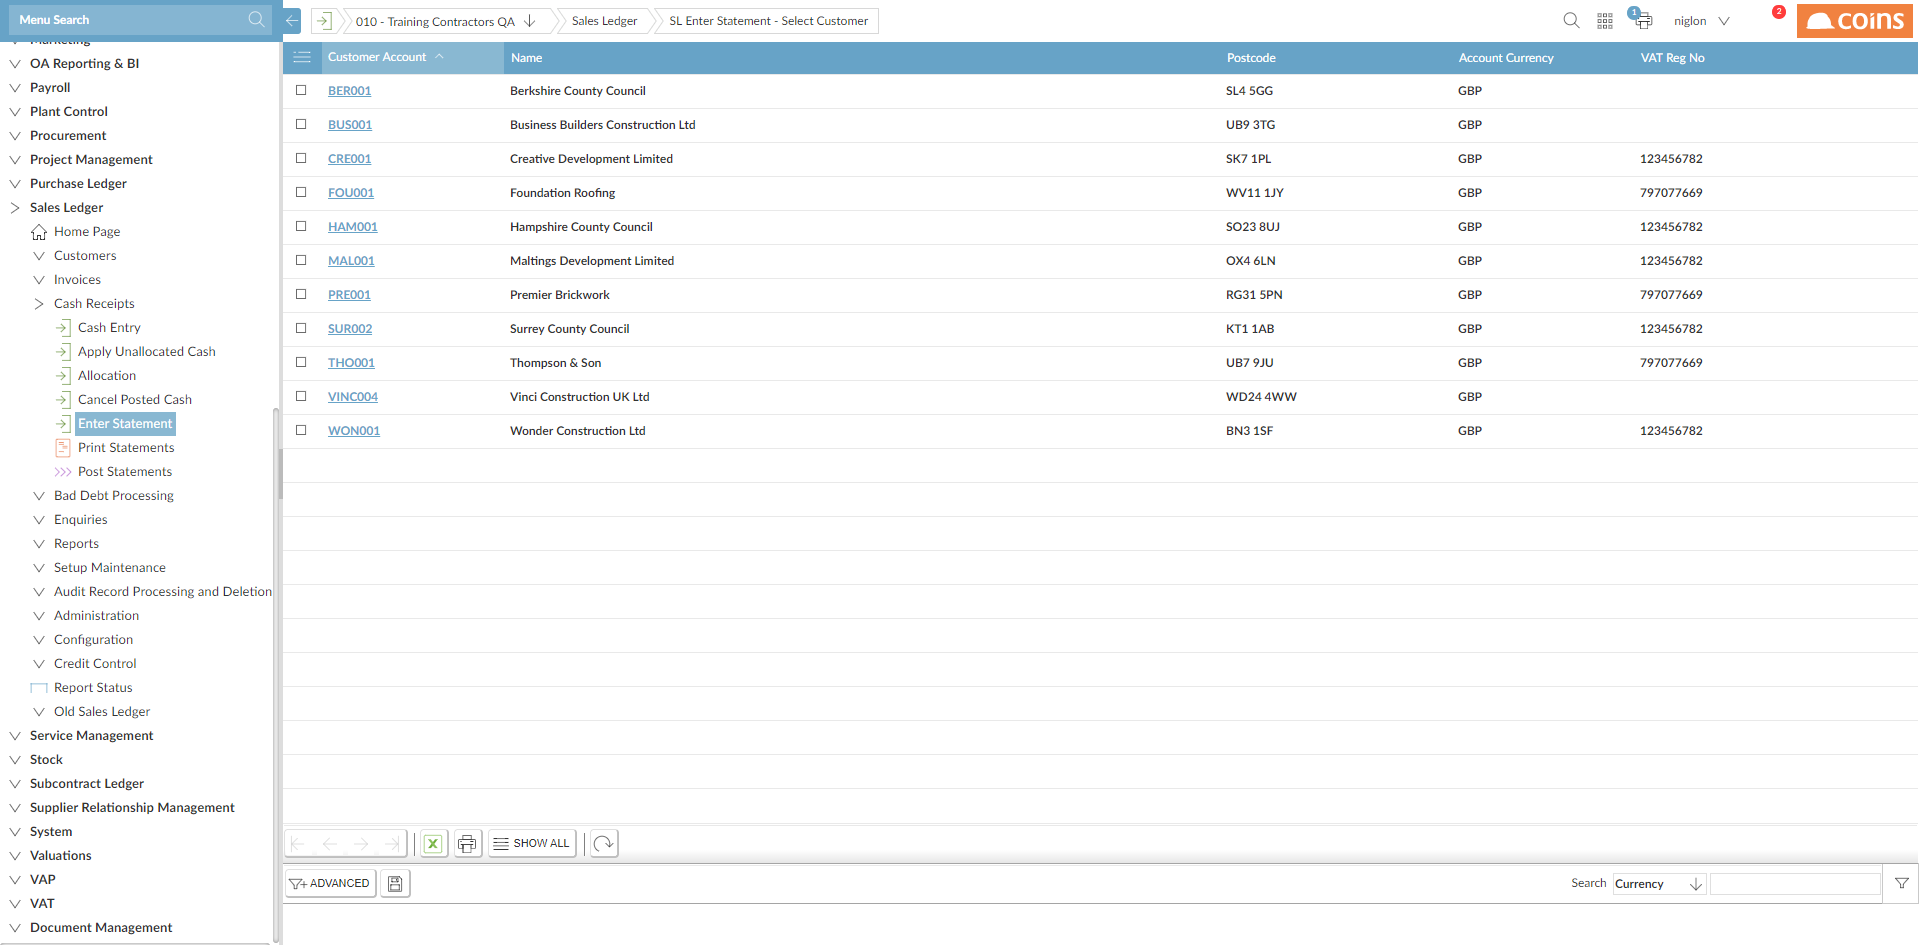 Menu Search
010 - Training Contractors QA
Sales Ledger
SL Enter Statement - Select Customer
1
niglon
2
coins
Marketing
OA Reporting & BI
Payroll
Plant Control
Procurement
Project Management
Purchase Ledger
Sales Ledger
Home Page
Customers
Invoices
Cash Receipts
Cash Entry
Apply Unallocated Cash
Allocation
Cancel Posted Cash
Enter Statement
Print Statements
Post Statements
Bad Debt Processing
Enquiries
Reports
Setup Maintenance
Audit Record Processing and Deletion
Administration
Configuration
Credit Control
Report Status
Old Sales Ledger
Service Management
Stock
Subcontract Ledger
Supplier Relationship Management
System
Valuations
VAP
VAT
Document Management
Customer Account Name Postcode Account Currency VAT Reg No
BER001 Berkshire County Council SL4 5GG GBP
BUS001 Business Builders Construction Ltd UB9 3TG GBP
CRE001 Creative Development Limited SK7 1PL GBP 123456782
FOU001 Foundation Roofing WV11 1JY GBP 797077669
HAM001 Hampshire County Council SO23 8UJ GBP 123456782
MAL001 Maltings Development Limited OX4 6LN GBP 123456782
PRE001 Premier Brickwork RG31 5PN GBP 797077669
SUR002 Surrey County Council KT1 1AB GBP 123456782
THO001 Thompson & Son UB7 9JU GBP 797077669
VINC004 Vinci Construction UK Ltd WD24 4WW GBP
WON001 Wonder Construction Ltd BN3 1SF GBP 123456782
SHOW ALL
ADVANCED
Search Currency